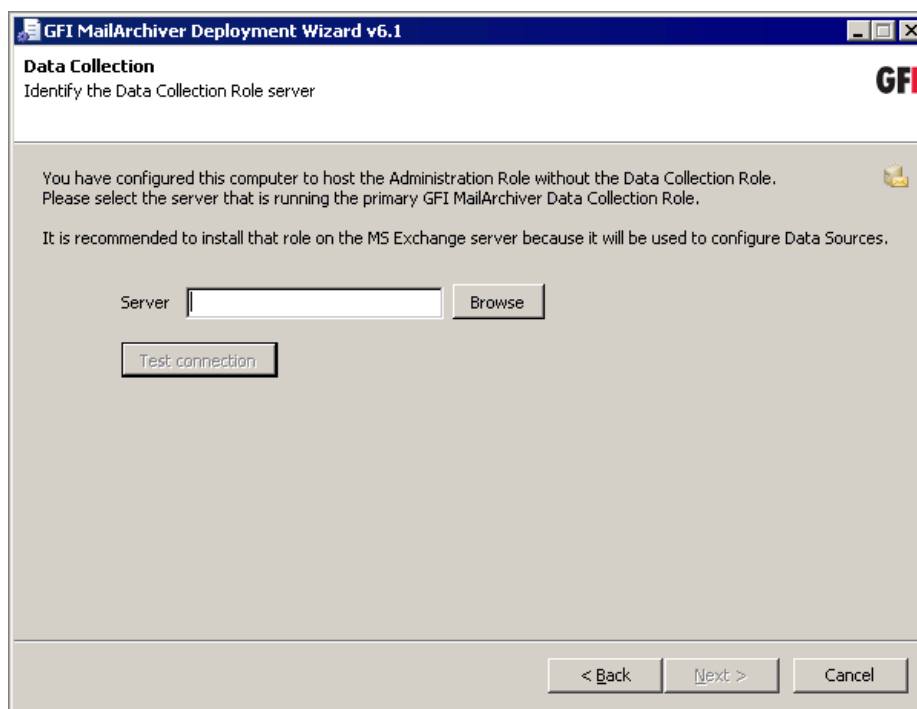 GFI MailArchiver Deployment Wizard v6.1
Data Collection
Identify the Data Collection Role server
GFI
You have configured this computer to host the Administration Role without the Data Collection Role.
Please select the server that is running the primary GFI MailArchiver Data Collection Role.
It is recommended to install that role on the MS Exchange server because it will be used to configure Data Sources.
Server Browse
Test connection
< Back Next > Cancel